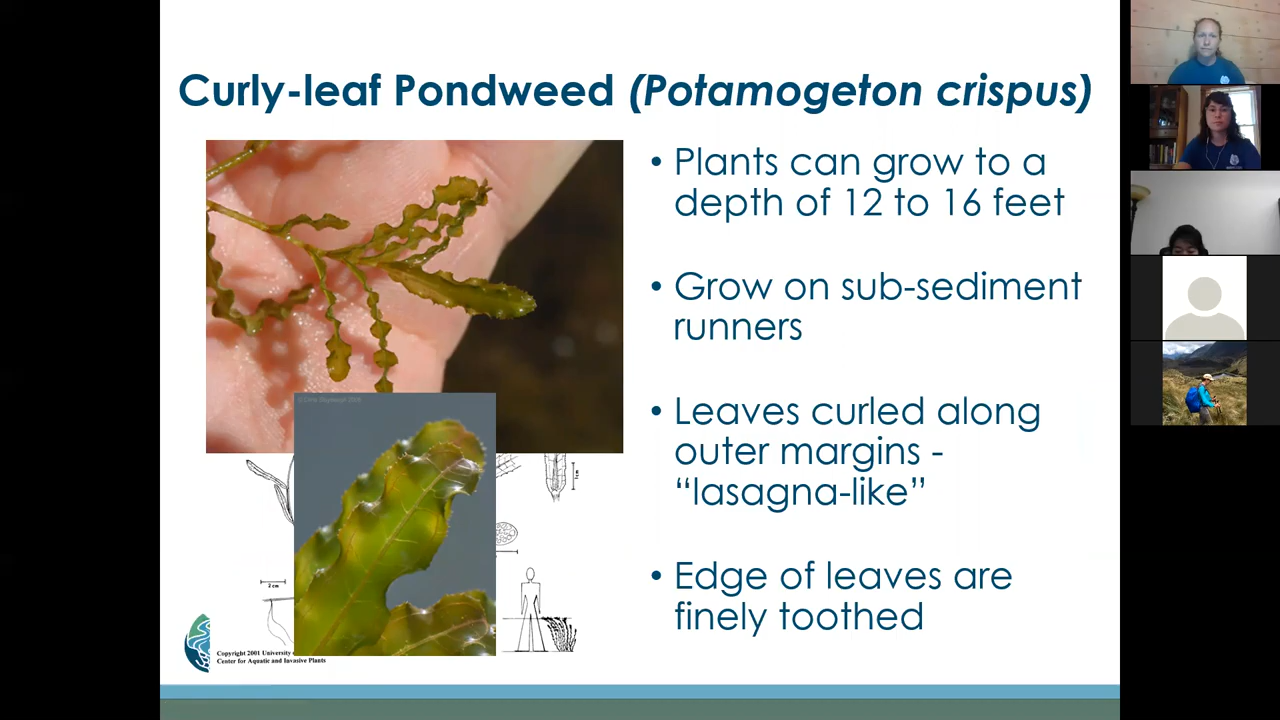 Curly-leaf Pondweed (Potamogeton crispus)
• Plants can grow to a
depth of 12 to 16 feet
• Grow on sub-sediment
runners
• Leaves curled along
outer margins -
“lasagna-like”
• Edge of leaves are
finely toothed
2 cm
Copyright 2001 University
Center for Aquatic and Invasive Plants